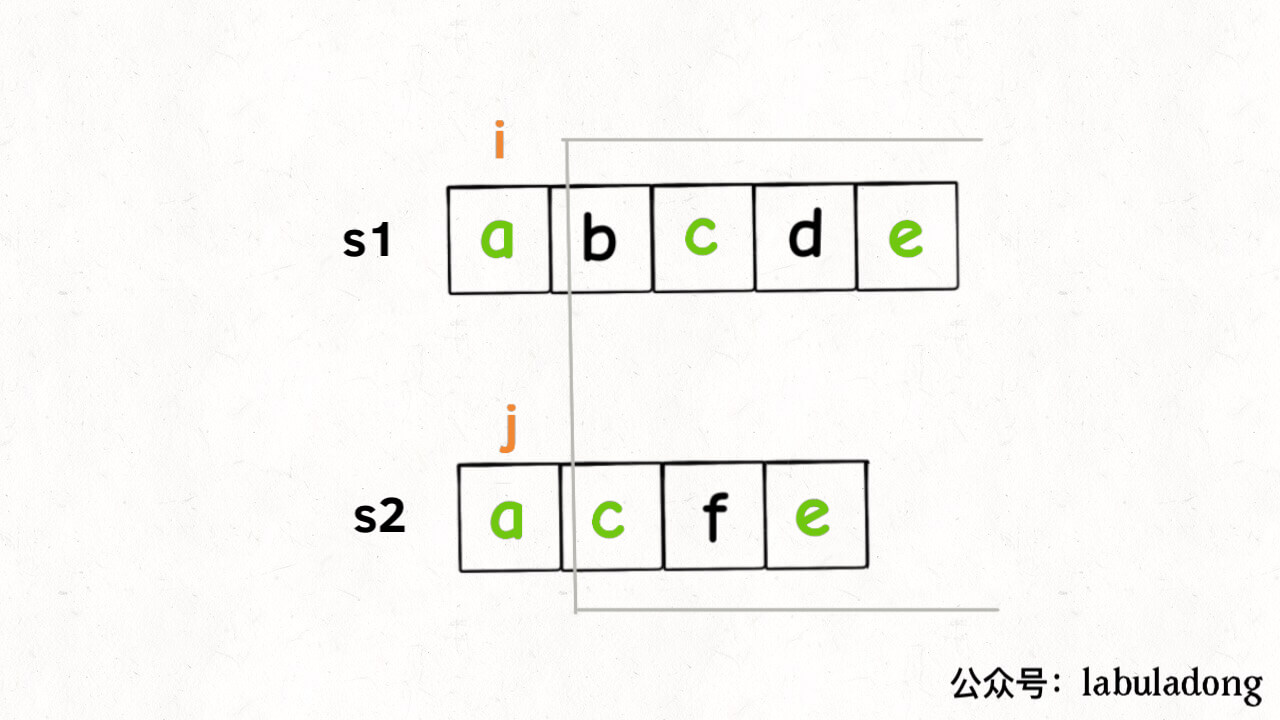 i
s1 a b c d e
j
s2 a c f e
公众号：labuladong